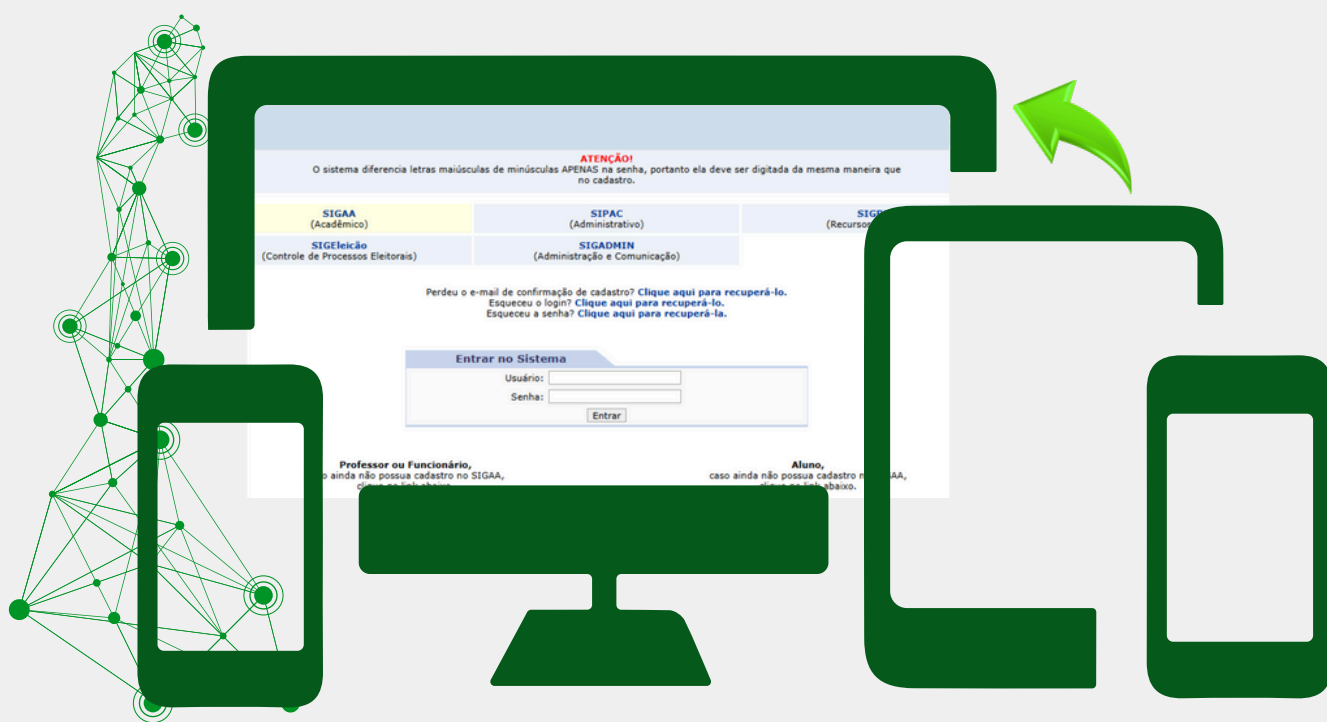 ATENÇÃO!
O sistema diferencia letras maiúsculas de minúsculas APENAS na senha, portanto ela deve ser digitada da mesma maneira que
no cadastro.
SIGAA
(Acadêmico)
SIPAC
(Administrativo)
SIGEleicão
(Controle de Processos Eleitorais)
SIGADMIN
(Administração e Comunicação)
Perdeu o e-mail de confirmação de cadastro? Clique aqui para recuperá-lo.
Esqueceu o login? Clique aqui para recuperá-lo.
Esqueceu a senha? Clique aqui para recuperá-la.
Entrar no Sistema
Usuário:
Senha:
Entrar
Professor ou Funcionário,
ainda não possua cadastro no SIGAA,
Aluno,
caso ainda não possua cadastro